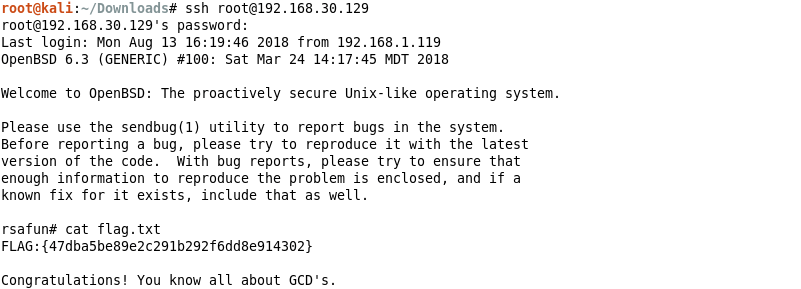 root@kali:~/Downloads# ssh root@192.168.30.129
root@192.168.30.129's password:
Last login: Mon Aug 13 16:19:46 2018 from 192.168.1.119
OpenBSD 6.3 (GENERIC) #100: Sat Mar 24 14:17:45 MDT 2018

Welcome to OpenBSD: The proactively secure Unix-like operating system.

Please use the sendbug(1) utility to report bugs in the system.
Before reporting a bug, please try to reproduce it with the latest
version of the code.  With bug reports, please try to ensure that
enough information to reproduce the problem is enclosed, and if a
known fix for it exists, include that as well.

rsafun# cat flag.txt
FLAG:{47dba5be89e2c291b292f6dd8e914302}

Congratulations! You know all about GCD's.